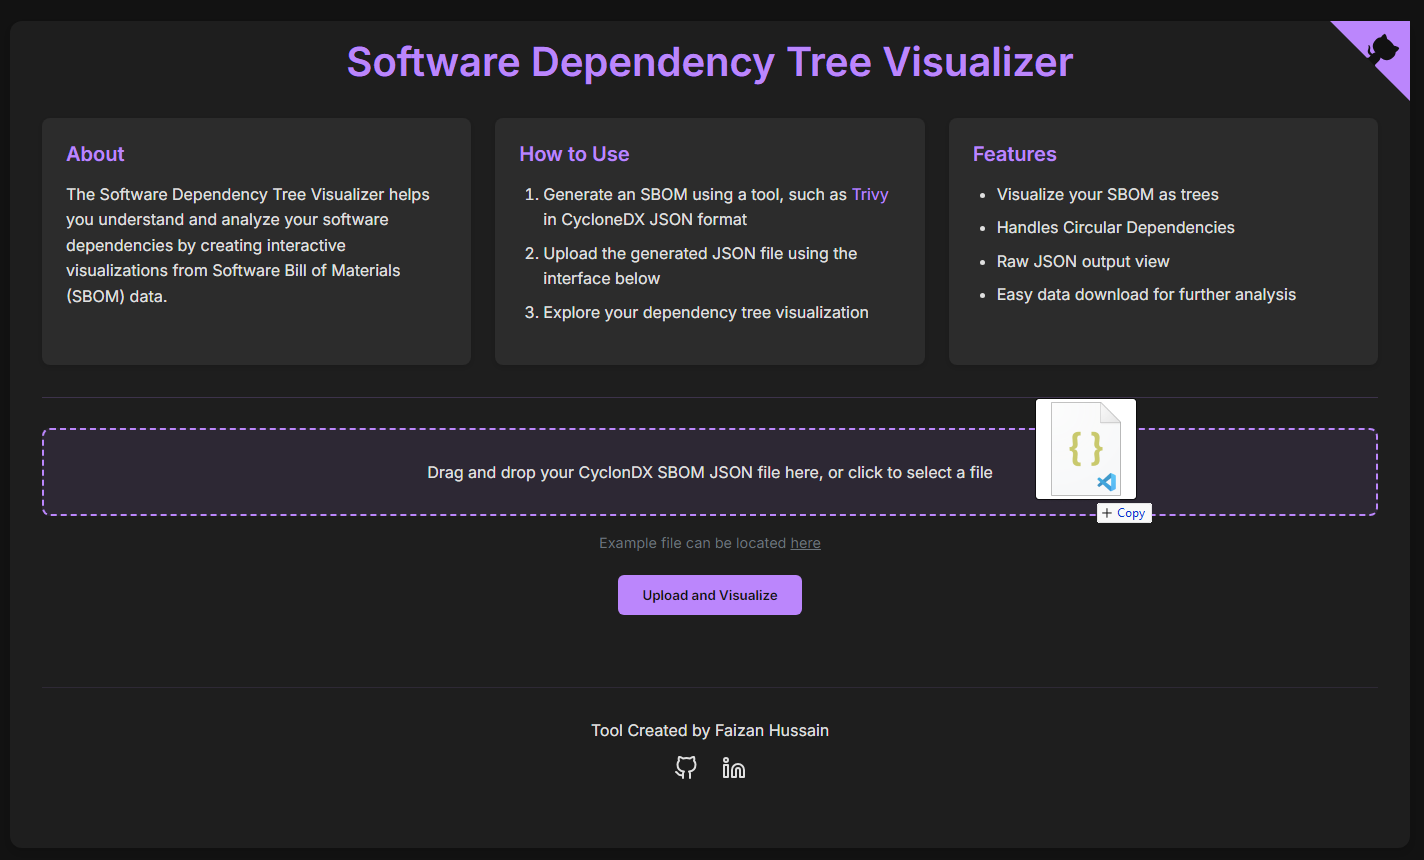 Software Dependency Tree Visualizer
About
The Software Dependency Tree Visualizer helps
you understand and analyze your software
dependencies by creating interactive
visualizations from Software Bill of Materials
(SBOM) data.
How to Use
1. Generate an SBOM using a tool, such as Trivy
in CycloneDX JSON format
2. Upload the generated JSON file using the
interface below
3. Explore your dependency tree visualization
Features
• Visualize your SBOM as trees
• Handles Circular Dependencies
• Raw JSON output view
• Easy data download for further analysis
Drag and drop your CyclonDX SBOM JSON file here, or click to select a file
{ }
+ Copy
Example file can be located here
Upload and Visualize
Tool Created by Faizan Hussain
in